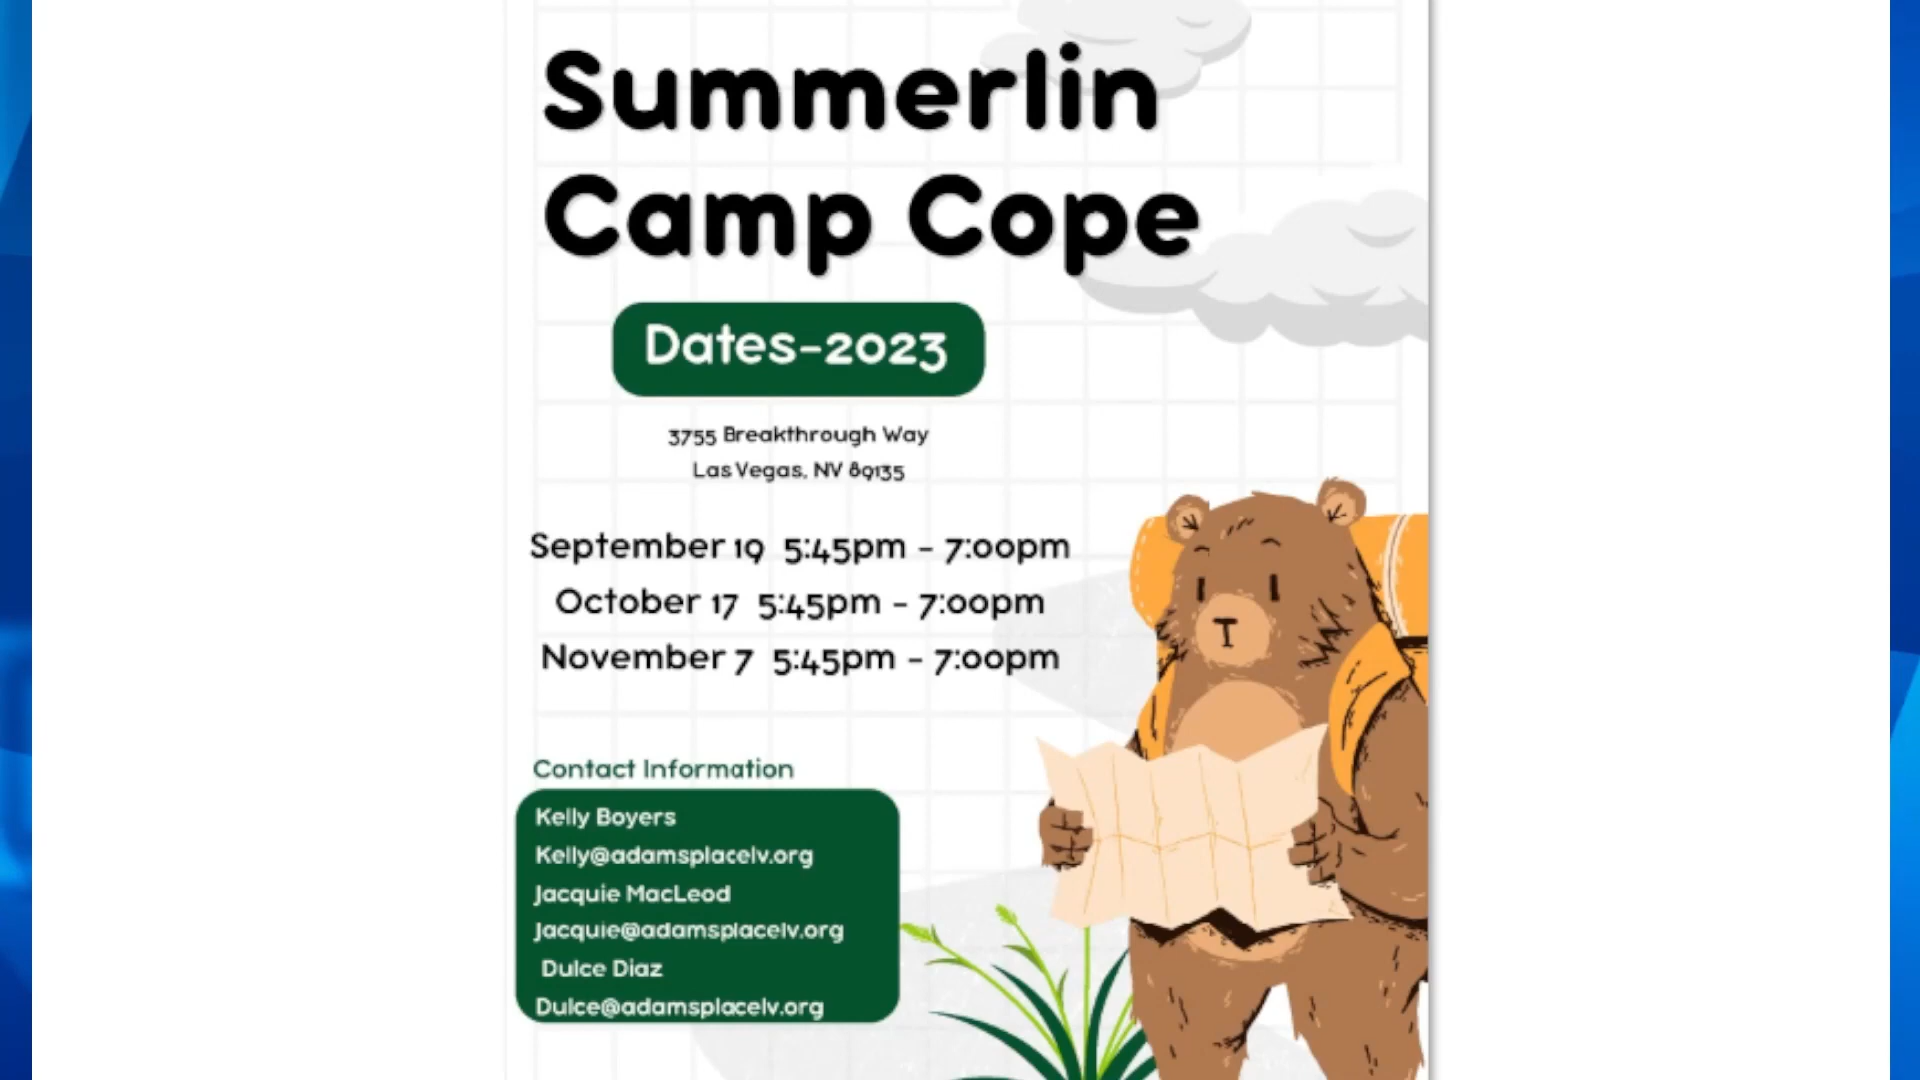 Summerlin
Camp Cope
Dates-2023
3755 Breakthrough Way
Las Vegas, NV 89135
September 19 5:45pm - 7:00pm
October 17 5:45pm - 7:00pm
November 7 5:45pm - 7:00pm
Contact Information
Kelly Boyers
Kelly@adamsplacelv.org
Jacquie MacLeod
Jacquie@adamsplacelv.org
Dulce Diaz
Dulce@adamsplacelv.org